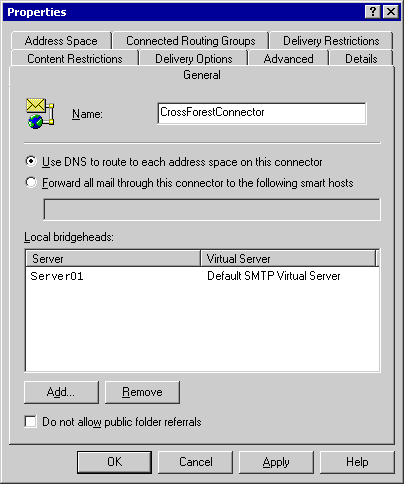 Properties
Address Space Connected Routing Groups Delivery Restrictions
Content Restrictions Delivery Options Advanced Details
General
Name: CrossForestConnector
Use DNS to route to each address space on this connector
Forward all mail through this connector to the following smart hosts
Local bridgeheads:
Server Virtual Server
Server01 Default SMTP Virtual Server
Add... Remove
Do not allow public folder referrals
OK Cancel Apply Help